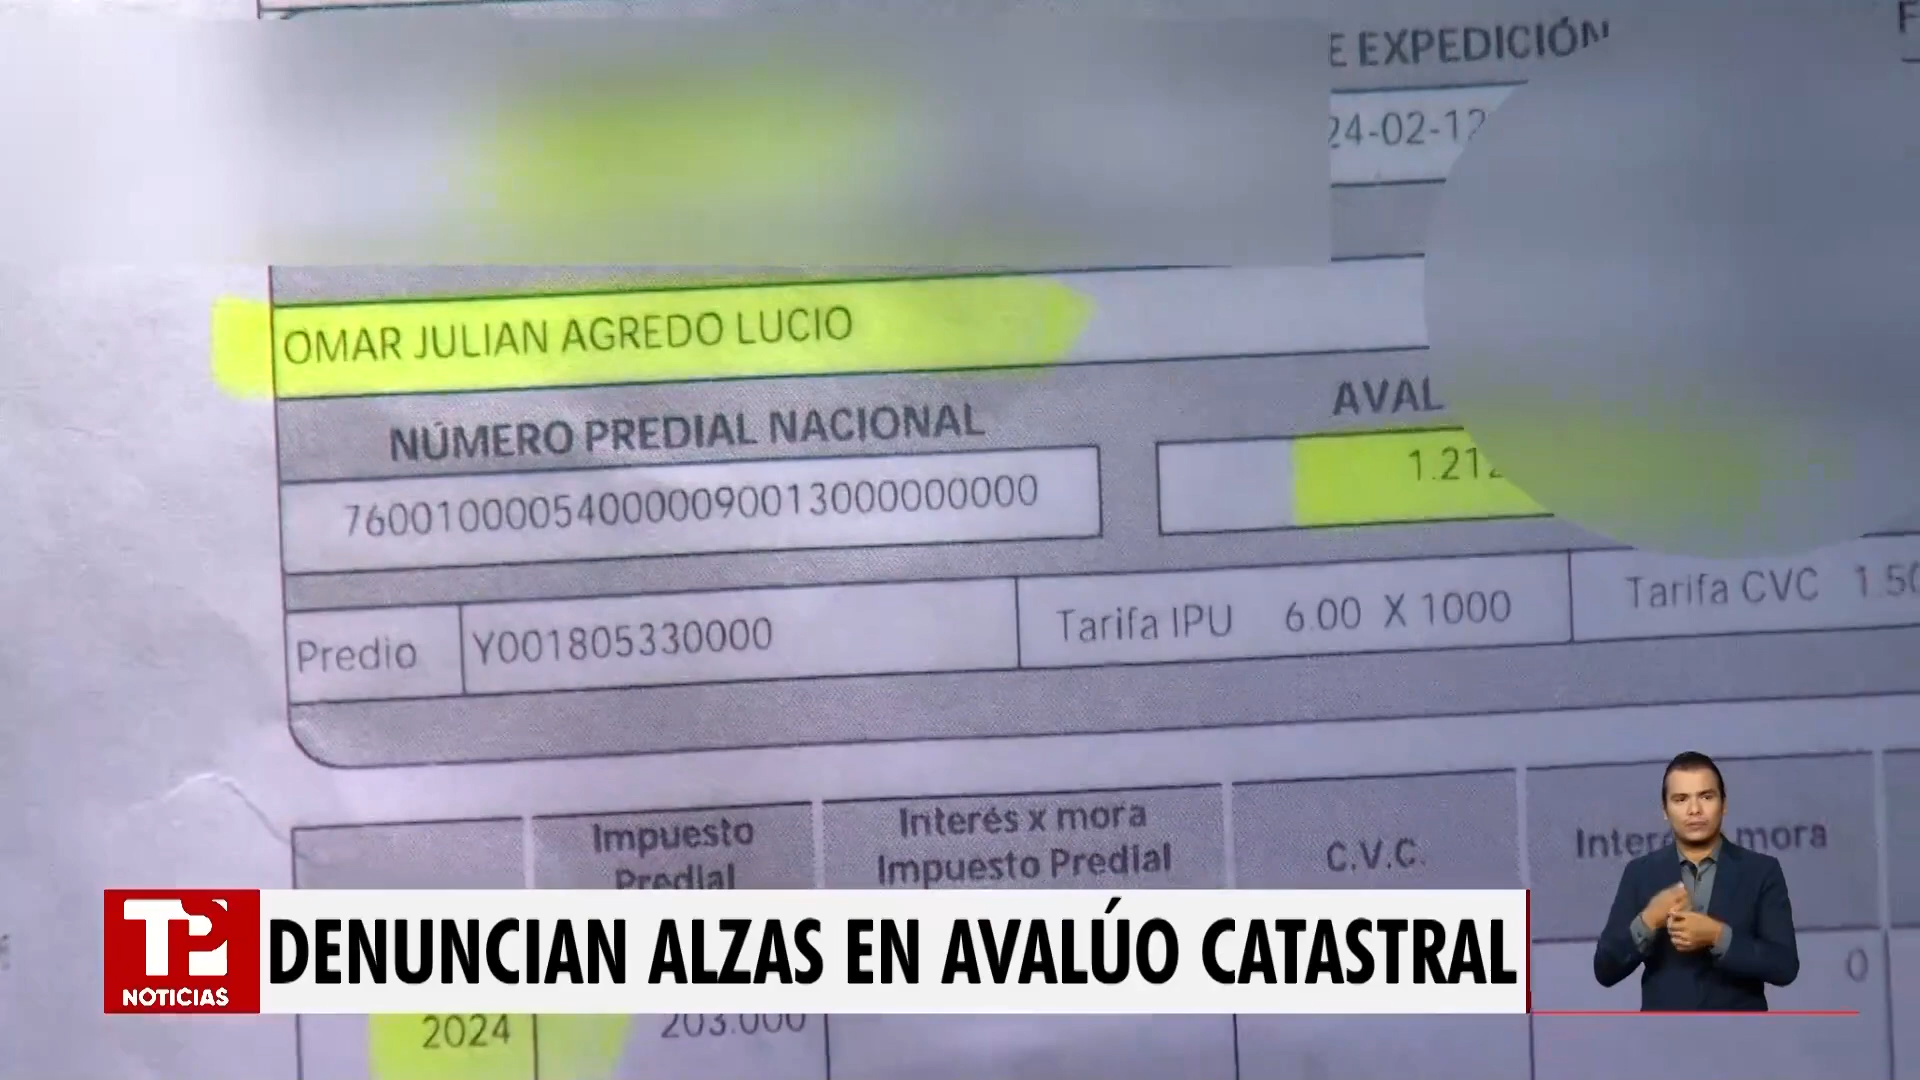 E EXPEDICIÓN
24-02-12
OMAR JULIAN AGREDO LUCIO
NÚMERO PREDIAL NACIONAL
AVAL
760010000540000090013000000000
1.212
Predio Y001805330000 Tarifa IPU 6.00 X 1000 Tarifa CVC 1.50
Impuesto
Predial
Interés x mora
Impuesto Predial
C.V.C.
mora
0
TP
NOTICIAS
DENUNCIAN ALZAS EN AVALÚO CATASTRAL
2024 203.000